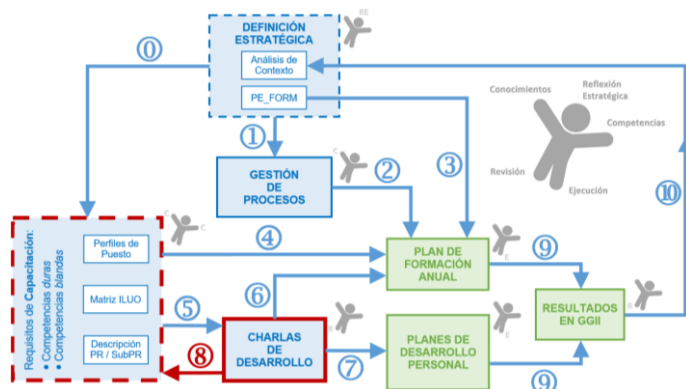 DEFINICIÓN
ESTRATÉGICA
RE
Análisis de
Contexto
PE_FORM
⓪
①
GESTIÓN
DE
PROCESOS
C
②
③
Conocimientos
Reflexión
Estratégica
Competencias
Revisión
Ejecución
⑩
Requisitos de Capacitación:
• Competencias duras
• Competencias blandas
Perfiles de
Puesto
Matriz ILUO
Descripción
PR / SubPR
C
C
④
⑤
⑥
CHARLAS
DE
DESARROLLO
R
⑧
⑦
PLAN DE
FORMACIÓN
ANUAL
E
⑨
PLANES DE
DESARROLLO
PERSONAL
E
⑨
RESULTADOS
EN GGII
R